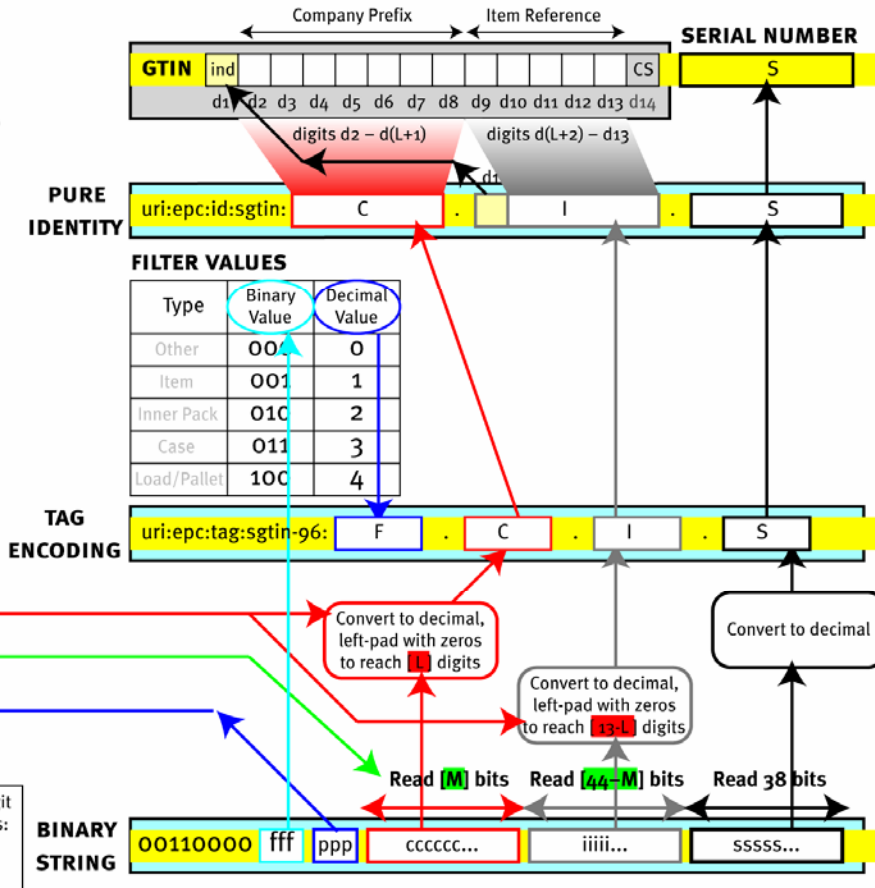 Company Prefix
Item Reference
SERIAL NUMBER
GTIN ind CS S
d1 d2 d3 d4 d5 d6 d7 d8 d9 d10 d11 d12 d13 d14
digits d2 – d(L+1)
digits d(L+2) – d13
d1
PURE
IDENTITY
uri:epc:id:sgtin: C . I . S
FILTER VALUES
Type
Binary
Value
Decimal
Value
Other 000 0
Item 001 1
Inner Pack 010 2
Case 011 3
Load/Pallet 100 4
TAG
ENCODING
uri:epc:tag:sgtin-96: F . C . I . S
Convert to decimal,
left-pad with zeros
to reach [L] digits
Convert to decimal
Convert to decimal,
left-pad with zeros
to reach [13-L] digits
Read [M] bits
Read [44–M] bits
Read 38 bits
BINARY
STRING
00110000 fff ppp cccccc... iiiii... sssss...